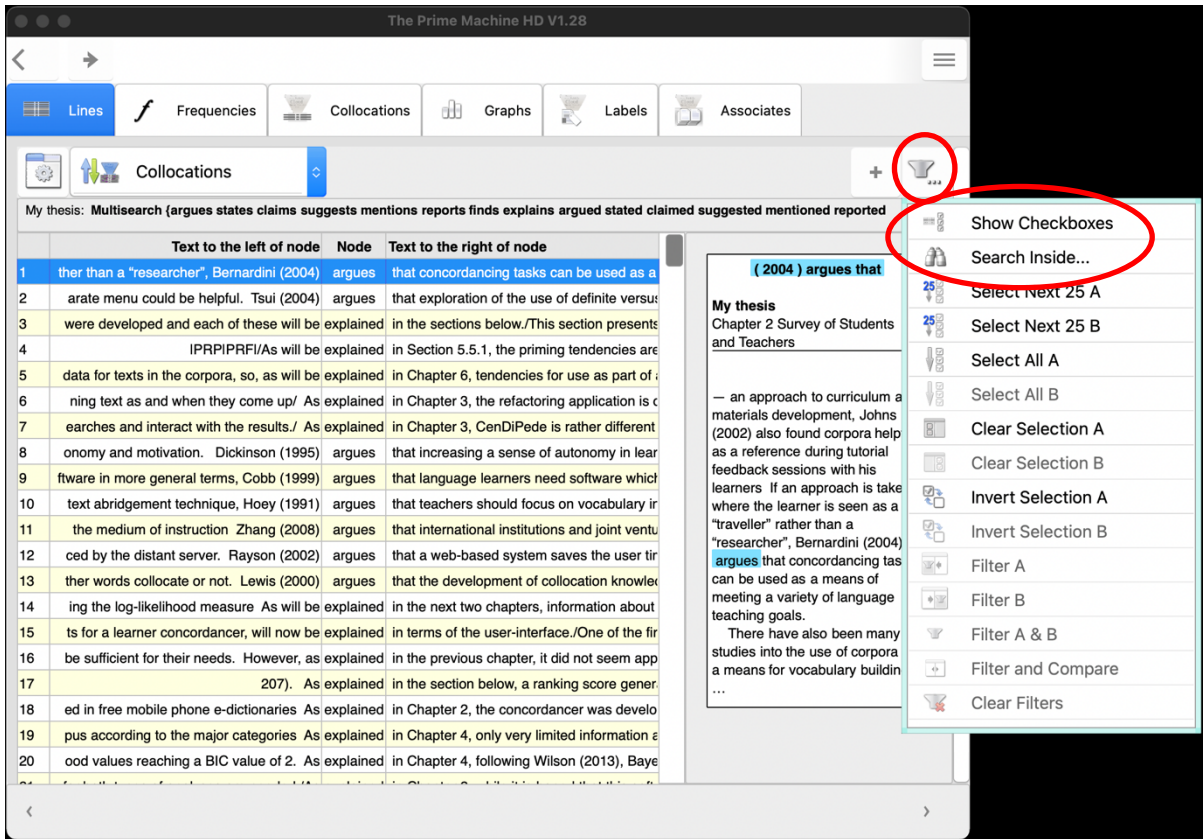 The Prime Machine HD V1.28
Lines
Frequencies
Collocations
Graphs
Labels
Associates
Collocations
My thesis: Multisearch {argues states claims suggests mentions reports finds explains argued stated claimed suggested mentioned reported
Text to the left of node Node Text to the right of node
1 ther than a “researcher”, Bernardini (2004) argues that concordancing tasks can be used as a
2 arate menu could be helpful. Tsui (2004) argues that exploration of the use of definite versus
3 were developed and each of these will be explained in the sections below./This section presents
4 IPRPIPRFI/As will be explained in Section 5.5.1, the priming tendencies are
5 data for texts in the corpora, so, as will be explained in Chapter 6, tendencies for use as part of
6 ning text as and when they come up/ As explained in Chapter 3, the refactoring application is
7 earches and interact with the results./ As explained in Chapter 3, CenDiPede is rather different
8 onomy and motivation. Dickinson (1995) argues that increasing a sense of autonomy in lear
9 ftware in more general terms, Cobb (1999) argues that language learners need software which
10 text abridgement technique, Hoey (1991) argues that teachers should focus on vocabulary in
11 the medium of instruction Zhang (2008) argues that international institutions and joint ventu
12 ced by the distant server. Rayson (2002) argues that a web-based system saves the user tir
13 ther words collocate or not. Lewis (2000) argues that the development of collocation knowlec
14 ing the log-likelihood measure As will be explained in the next two chapters, information about
15 ts for a learner concordancer, will now be explained in terms of the user-interface./One of the fir
16 be sufficient for their needs. However, as explained in the previous chapter, it did not seem app
17 207). As explained in the section below, a ranking score gener
18 ed in free mobile phone e-dictionaries As explained in Chapter 2, the concordancer was develo
19 pus according to the major categories As explained in Chapter 4, only very limited information a
20 ood values reaching a BIC value of 2. As explained in Chapter 4, following Wilson (2013), Baye
( 2004 ) argues that
My thesis
Chapter 2 Survey of Students
and Teachers
— an approach to curriculum a
materials development, Johns
(2002) also found corpora help
as a reference during tutorial
feedback sessions with his
learners If an approach is take
where the learner is seen as a
“traveller” rather than a
“researcher”, Bernardini (2004)
argues that concordancing tas
can be used as a means of
meeting a variety of language
teaching goals.
There have also been many
studies into the use of corpora
a means for vocabulary buildin
...
Show Checkboxes
Search Inside...
25 Select Next 25 A
25 Select Next 25 B
Select All A
Select All B
Clear Selection A
Clear Selection B
Invert Selection A
Invert Selection B
Filter A
Filter B
Filter A & B
Filter and Compare
Clear Filters